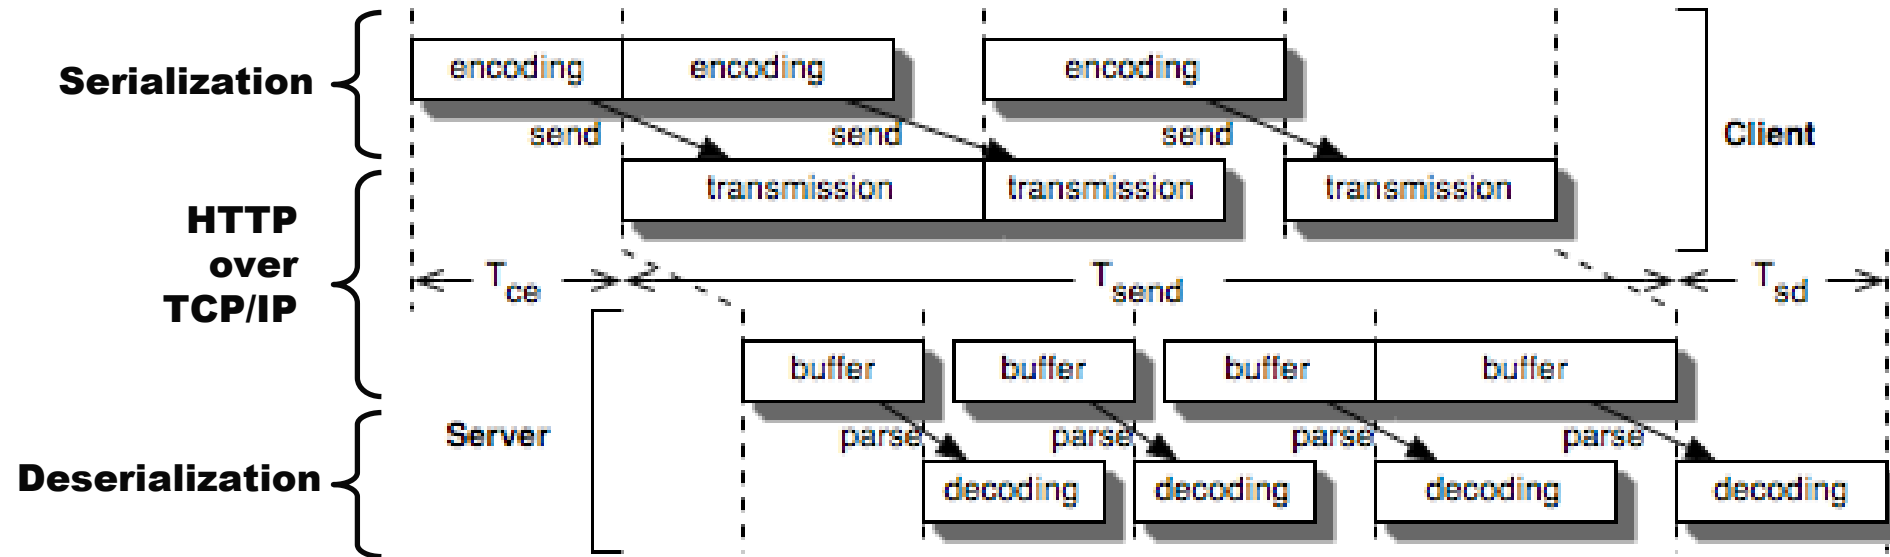 Serialization
encoding encoding encoding
send send send
Client
transmission transmission transmission
HTTP
over
TCP/IP
Tce Tsend Tsd
buffer buffer buffer buffer
Server
parse parse parse parse
Deserialization
decoding decoding decoding decoding